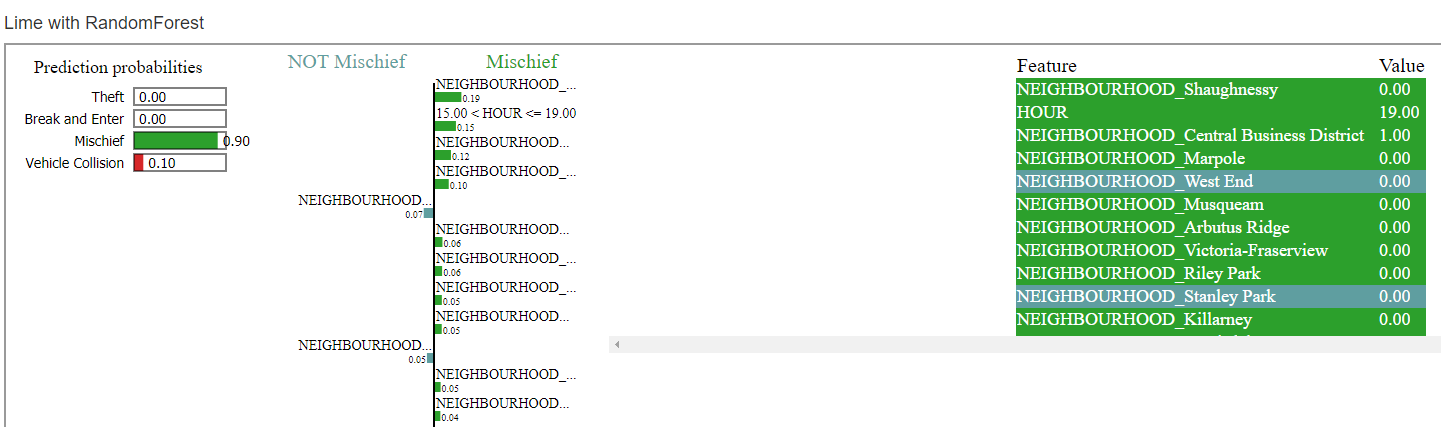 Lime with RandomForest
Prediction probabilities
Theft 0.00
Break and Enter 0.00
Mischief 0.90
Vehicle Collision 0.10
NOT Mischief Mischief
NEIGHBOURHOOD_...
0.19
15.00 < HOUR <= 19.00
0.15
NEIGHBOURHOOD...
0.12
NEIGHBOURHOOD_...
0.10
NEIGHBOURHOOD...
0.07
NEIGHBOURHOOD...
0.06
NEIGHBOURHOOD_...
0.06
NEIGHBOURHOOD_...
0.05
NEIGHBOURHOOD...
0.05
NEIGHBOURHOOD...
0.05
NEIGHBOURHOOD_...
0.05
NEIGHBOURHOOD...
0.04
Feature Value
NEIGHBOURHOOD_Shaughnessy 0.00
HOUR 19.00
NEIGHBOURHOOD_Central Business District 1.00
NEIGHBOURHOOD_Marpole 0.00
NEIGHBOURHOOD_West End 0.00
NEIGHBOURHOOD_Musqueam 0.00
NEIGHBOURHOOD_Arbutus Ridge 0.00
NEIGHBOURHOOD_Victoria-Fraserview 0.00
NEIGHBOURHOOD_Riley Park 0.00
NEIGHBOURHOOD_Stanley Park 0.00
NEIGHBOURHOOD_Killarney 0.00